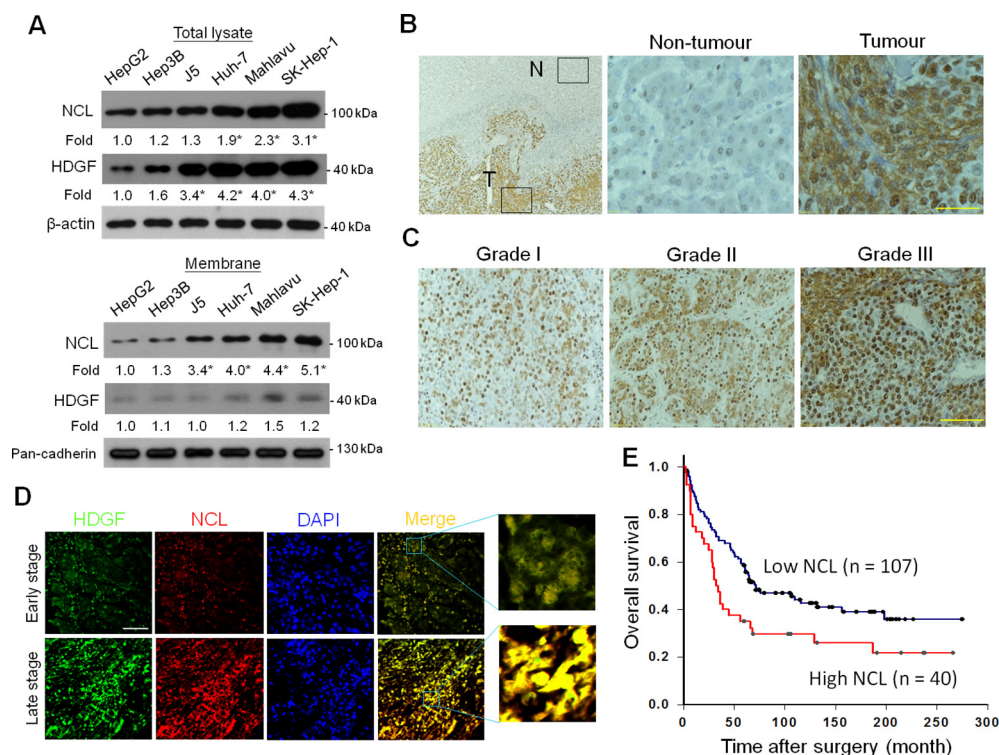 A
Total lysate
HepG2 Hep3B J5 Huh-7 Mahlavu SK-Hep-1
NCL - 100 kDa
Fold 1.0 1.2 1.3 1.9* 2.3* 3.1*
HDGF - 40 kDa
Fold 1.0 1.6 3.4* 4.2* 4.0* 4.3*
β-actin - 40 kDa
Membrane
HepG2 Hep3B J5 Huh-7 Mahlavu SK-Hep-1
NCL - 100 kDa
Fold 1.0 1.3 3.4* 4.0* 4.4* 5.1*
HDGF - 40 kDa
Fold 1.0 1.1 1.0 1.2 1.5 1.2
Pan-cadherin - 130 kDa
B
Non-tumour Tumour
N
T
C
Grade I Grade II Grade III
D
HDGF NCL DAPI Merge
Early stage
Late stage
E
Overall survival
1.0
0.8
0.6
0.4
0.2
0 50 100 150 200 250 300
Low NCL (n = 107)
High NCL (n = 40)
Time after surgery (month)